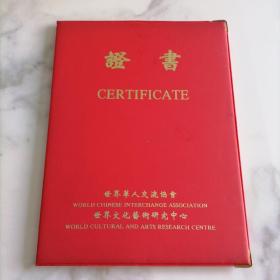 證書
CERTIFICATE
世界華人交流協會
WORLD CHINESE INTERCHANGE ASSOCIATION
世界文化藝術研究中心
WORLD CULTURAL AND ARTS RESEARCH CENTRE